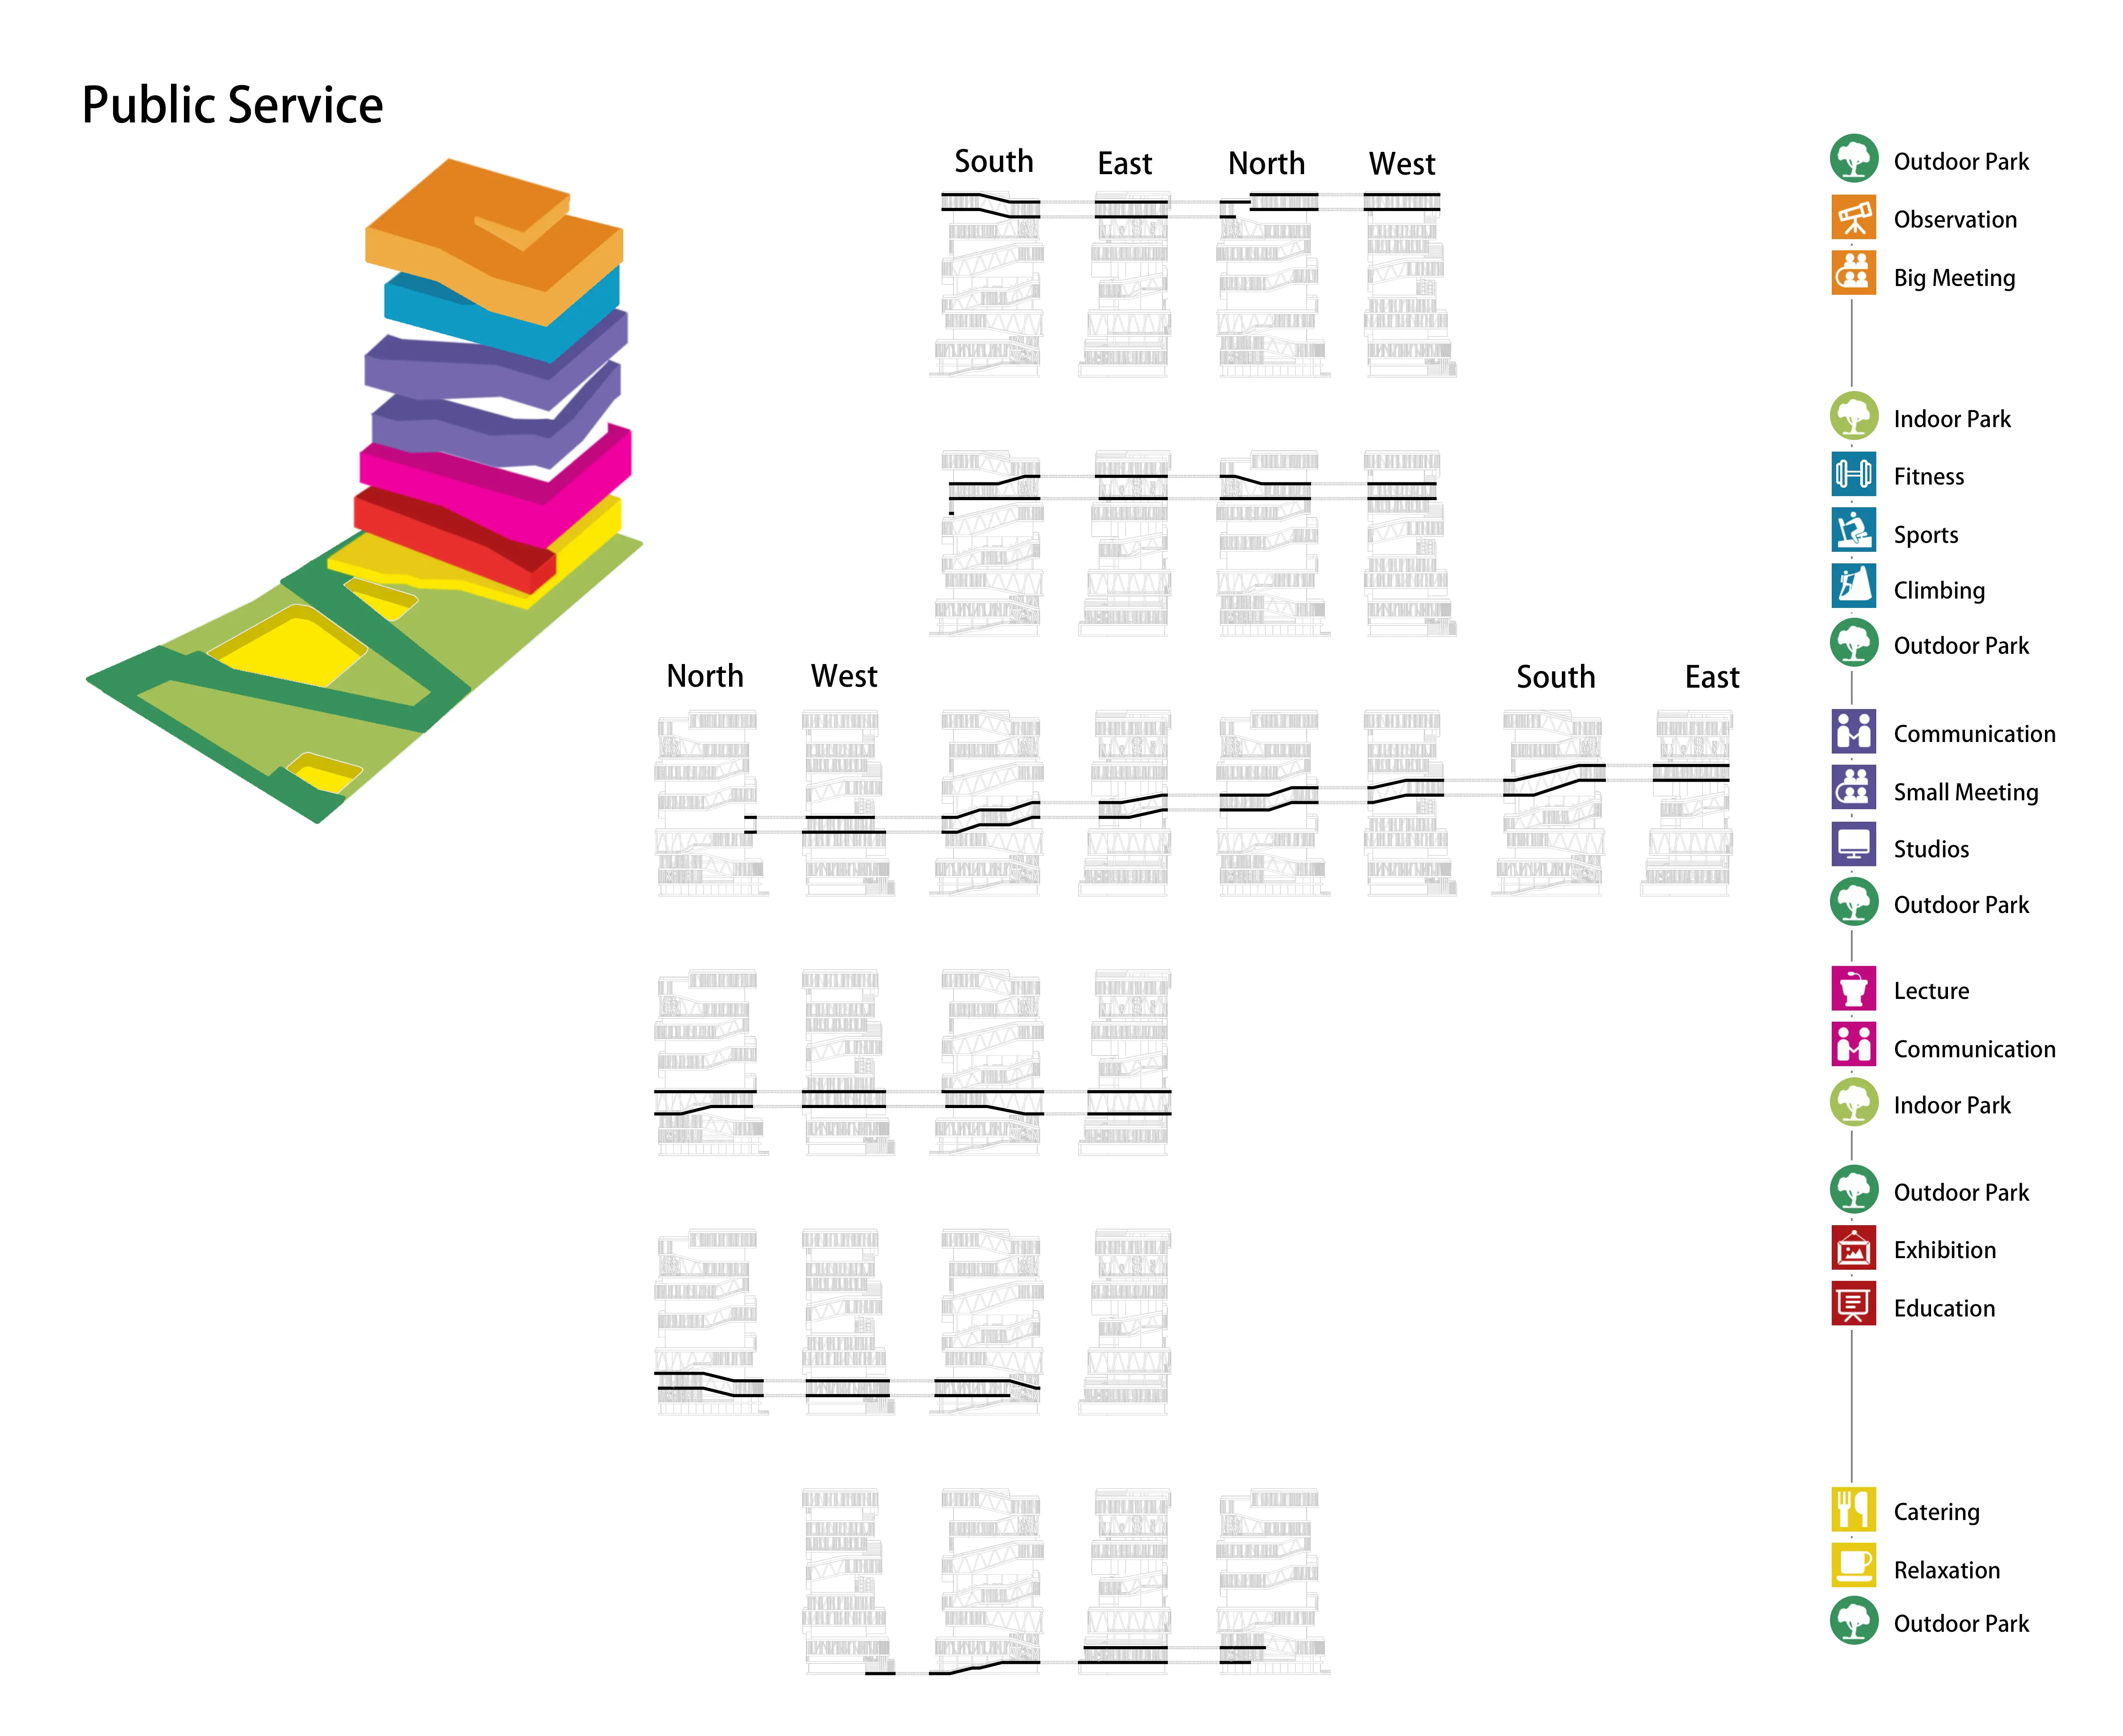 Public Service
South East North West
Outdoor Park
Observation
Big Meeting
Indoor Park
Fitness
Sports
Climbing
Outdoor Park
North West South East
Communication
Small Meeting
Studios
Outdoor Park
Lecture
Communication
Indoor Park
Outdoor Park
Exhibition
Education
Catering
Relaxation
Outdoor Park